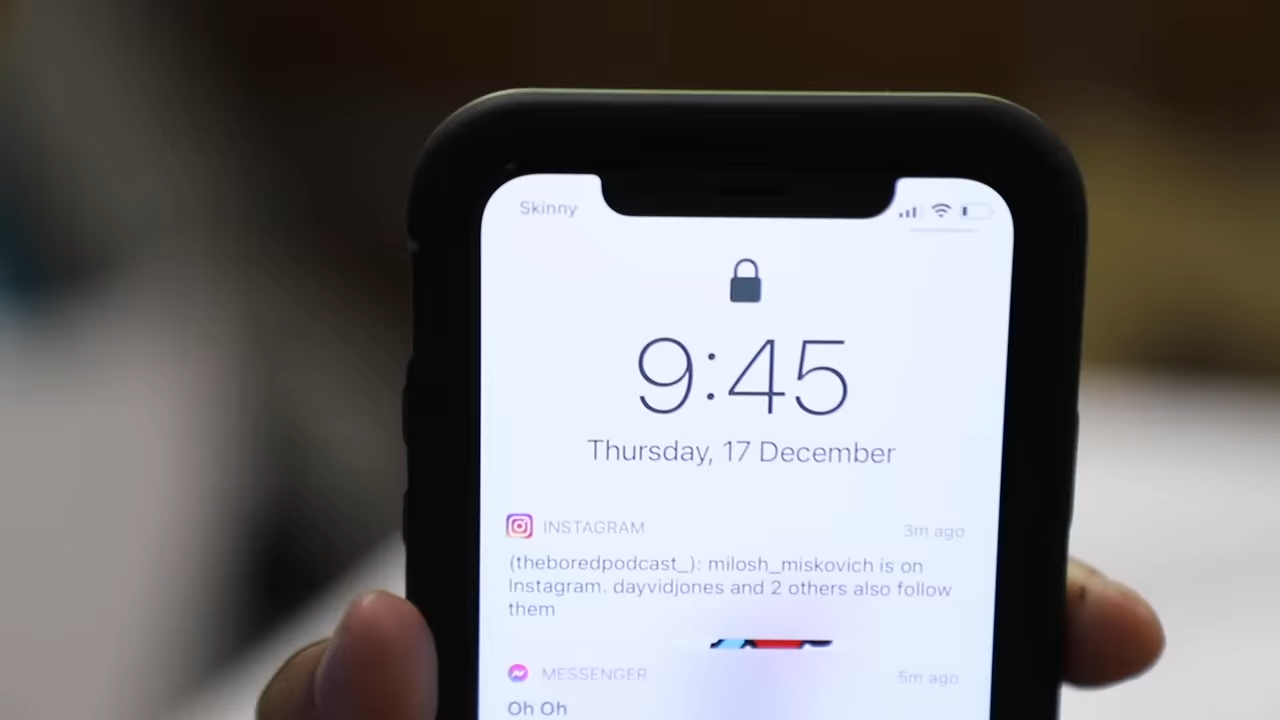 Skinny
9:45
Thursday, 17 December
INSTAGRAM 3m ago
(theboredpodcast_): milosh_miskovich is on
Instagram. dayvidjones and 2 others also follow
them
MESSENGER 5m ago
Oh Oh